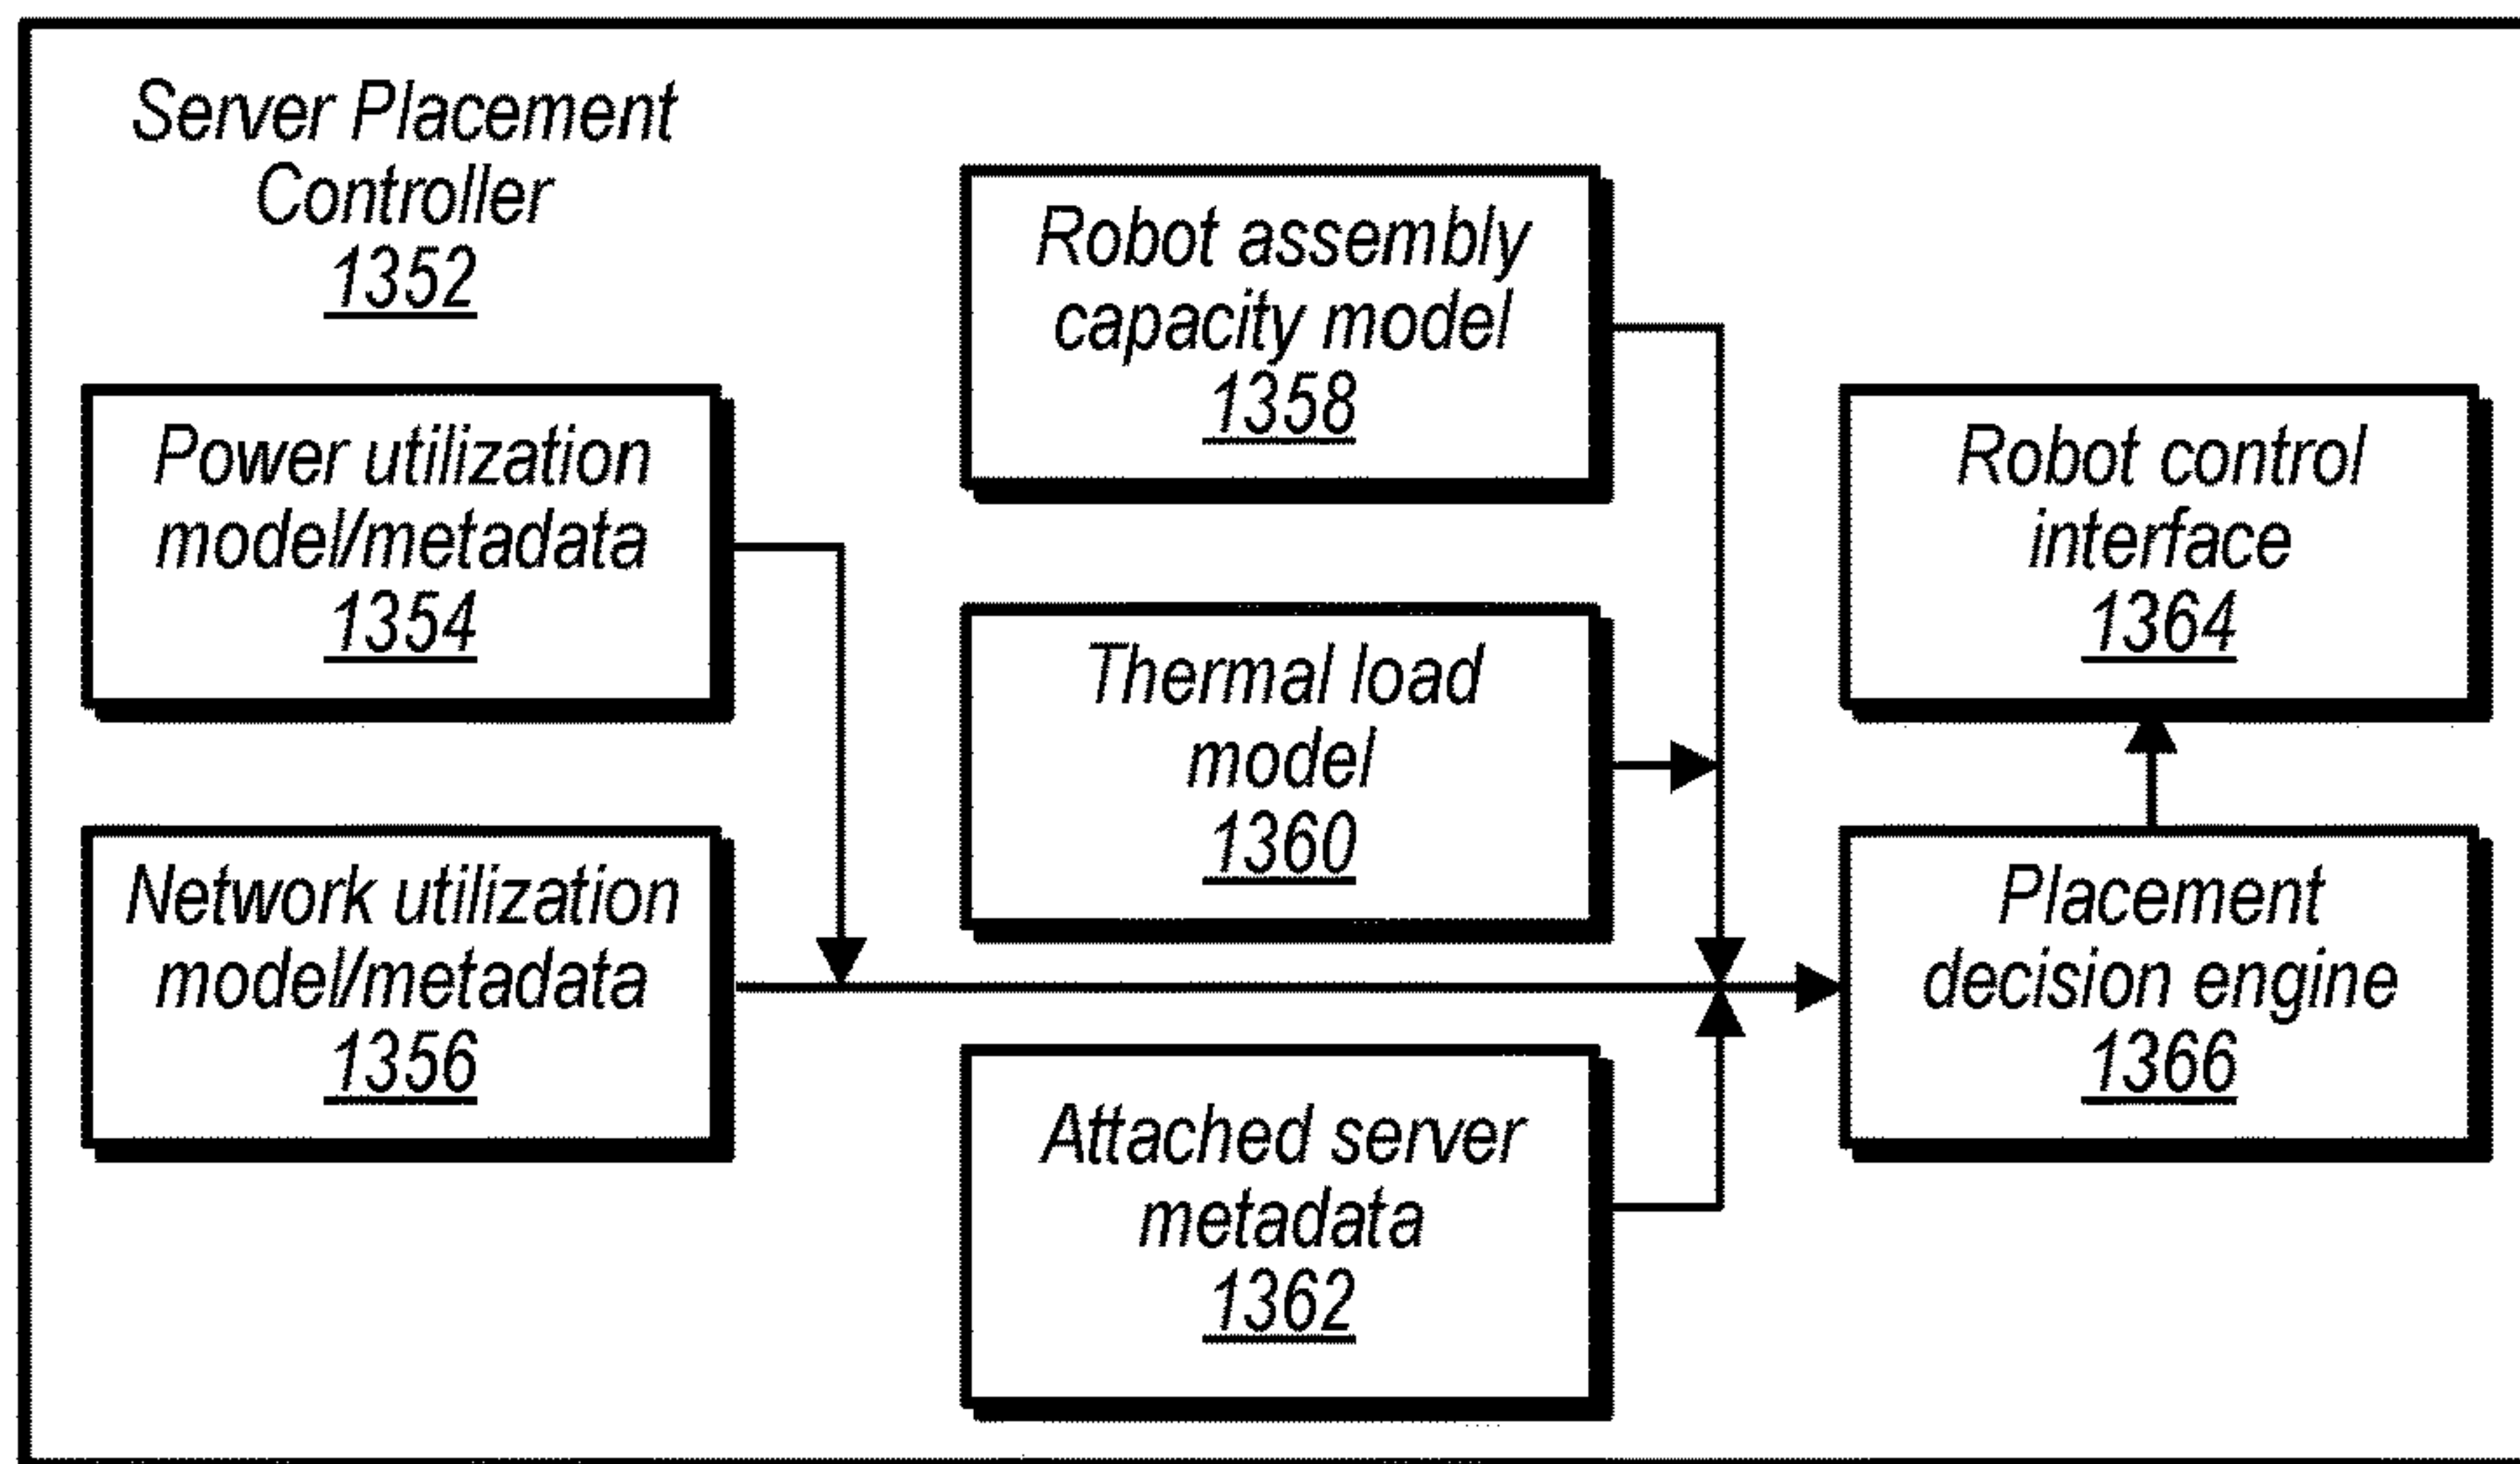 Server Placement
Controller
1352
Power utilization
model/metadata
1354
Network utilization
model/metadata
1356
Robot assembly
capacity model
1358
Thermal load
model
1360
Attached server
metadata
1362
Robot control
interface
1364
Placement
decision engine
1366